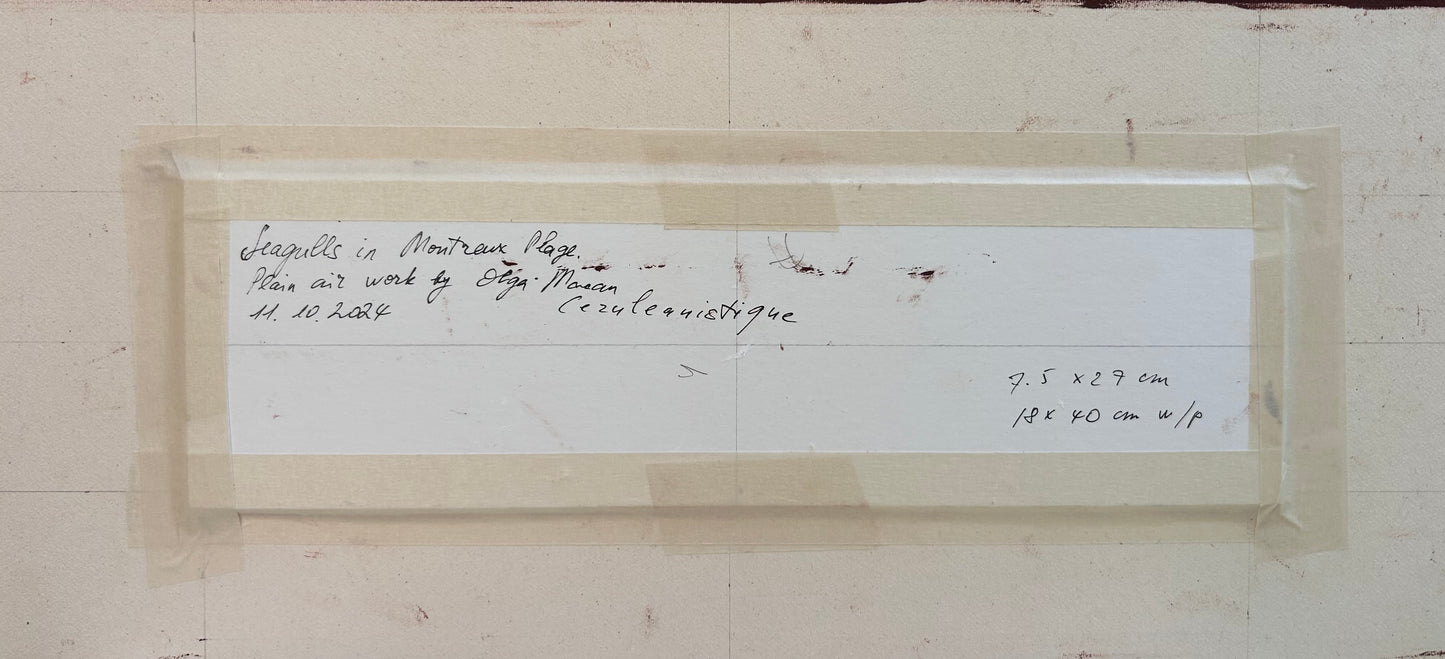 Seagulls in Montreux Plage.
Plain air work by Olga Morean
11. 10. 2024
Ceruleanistique
7.5 x 27 cm
18 x 40 cm w/p